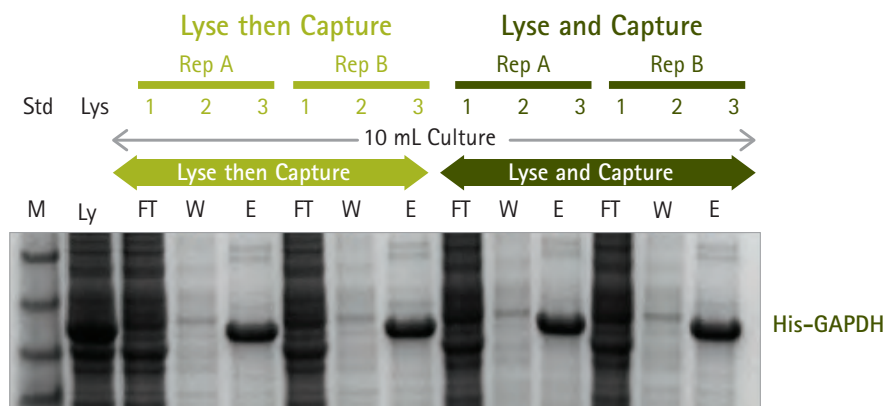 Lyse then Capture Lyse and Capture
Rep A Rep B Rep A Rep B
Std Lys 1 2 3 1 2 3 1 2 3 1 2 3
10 mL Culture
Lyse then Capture Lyse and Capture
M Ly FT W E FT W E FT W E FT W E
His-GAPDH